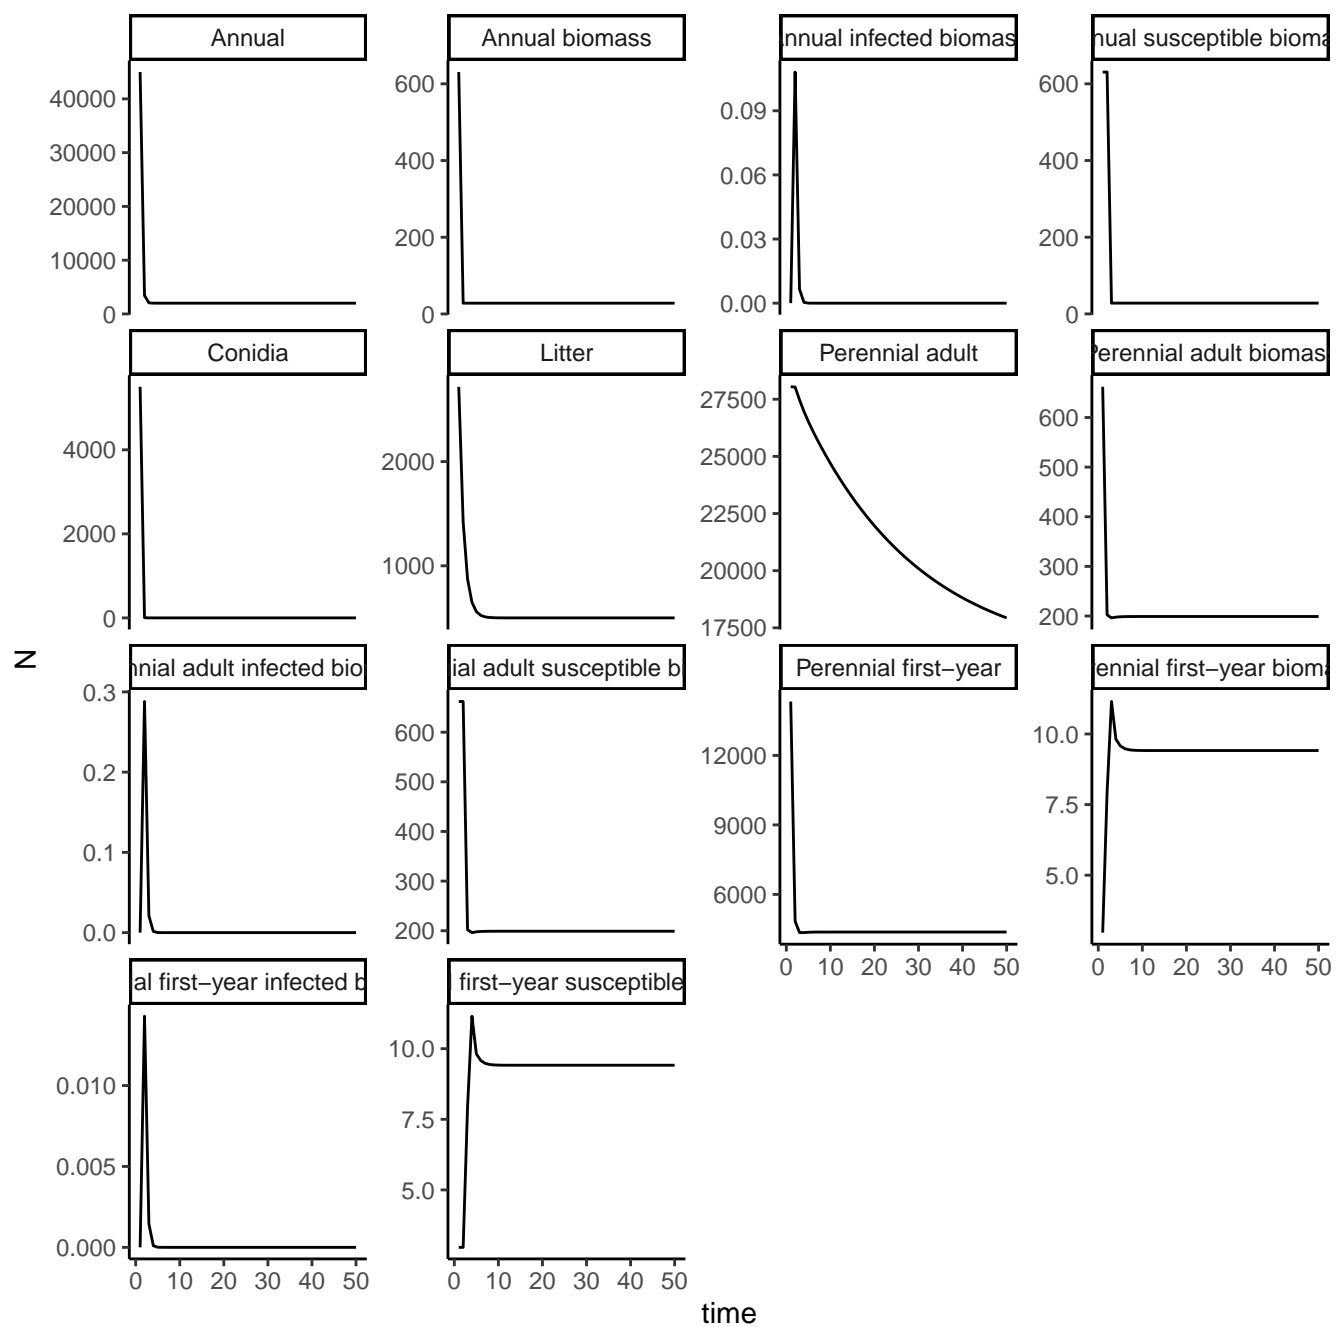 Annual
Annual biomass
nnual infected biomas
nual susceptible bioma
40000
30000
20000
10000
0
600
400
200
0
0.09
0.06
0.03
0.00
600
400
200
0
Conidia
Litter
Perennial adult
Perennial adult biomas
4000
2000
0
2000
1000
27500
25000
22500
20000
17500
600
500
400
300
200
nnial adult infected bio
ial adult susceptible b
Perennial first−year
ennial first−year bioma
0.3
0.2
0.1
0.0
600
500
400
300
200
12000
9000
6000
10.0
7.5
5.0
0 10 20 30 40 50
0 10 20 30 40 50
al first−year infected b
first−year susceptible
0.010
0.005
0.000
10.0
7.5
5.0
0 10 20 30 40 50
0 10 20 30 40 50
N
time